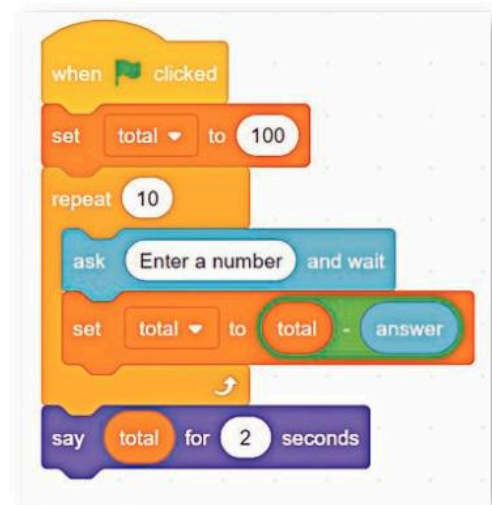 when clicked
set total to 100
repeat 10
ask Enter a number and wait
set total to total - answer
say total for 2 seconds